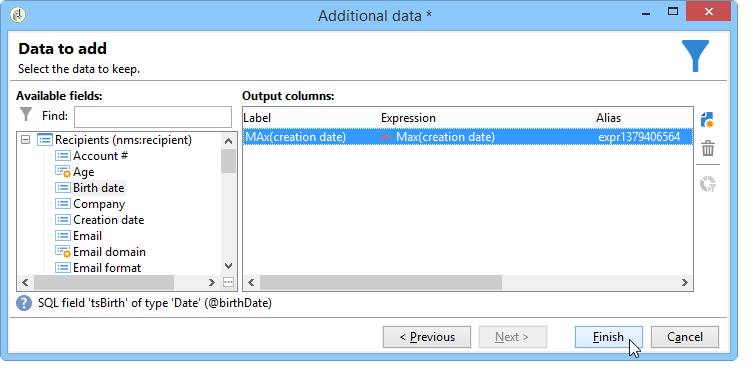 Additional data *
Data to add
Select the data to keep.
Available fields:
Find:
Recipients (nms:recipient)
Account #
Age
Birth date
Company
Creation date
Email
Email domain
Email format
Output columns:
Label Expression Alias
MAx(creation date) Max(creation date) expr1379406564
SQL field 'tsBirth' of type 'Date' (@birthDate)
< Previous Next > Finish Cancel